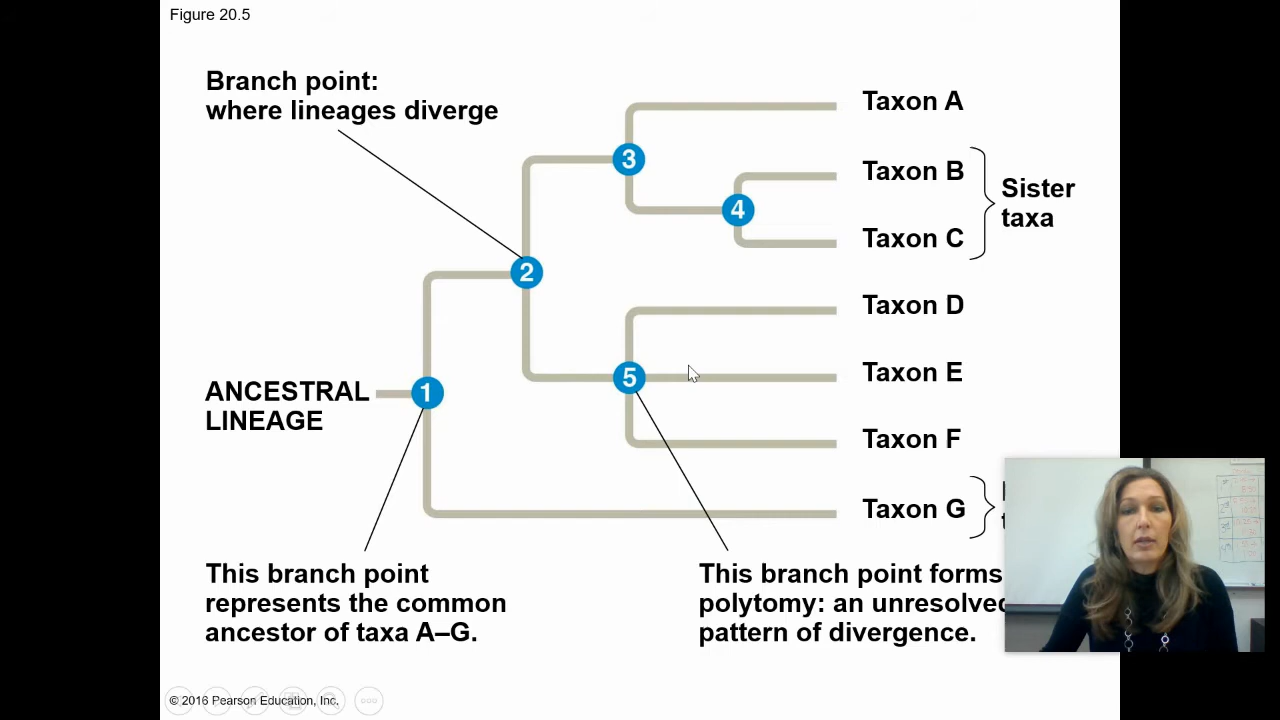 Figure 20.5
Branch point:
where lineages diverge
Taxon A
3
Taxon B
Sister
taxa
4
Taxon C
2
Taxon D
ANCESTRAL
LINEAGE
1
5
Taxon E
Taxon F
Taxon G
This branch point
represents the common
ancestor of taxa A–G.
This branch point forms
polytomy: an unresolved
pattern of divergence.
© 2016 Pearson Education, Inc.